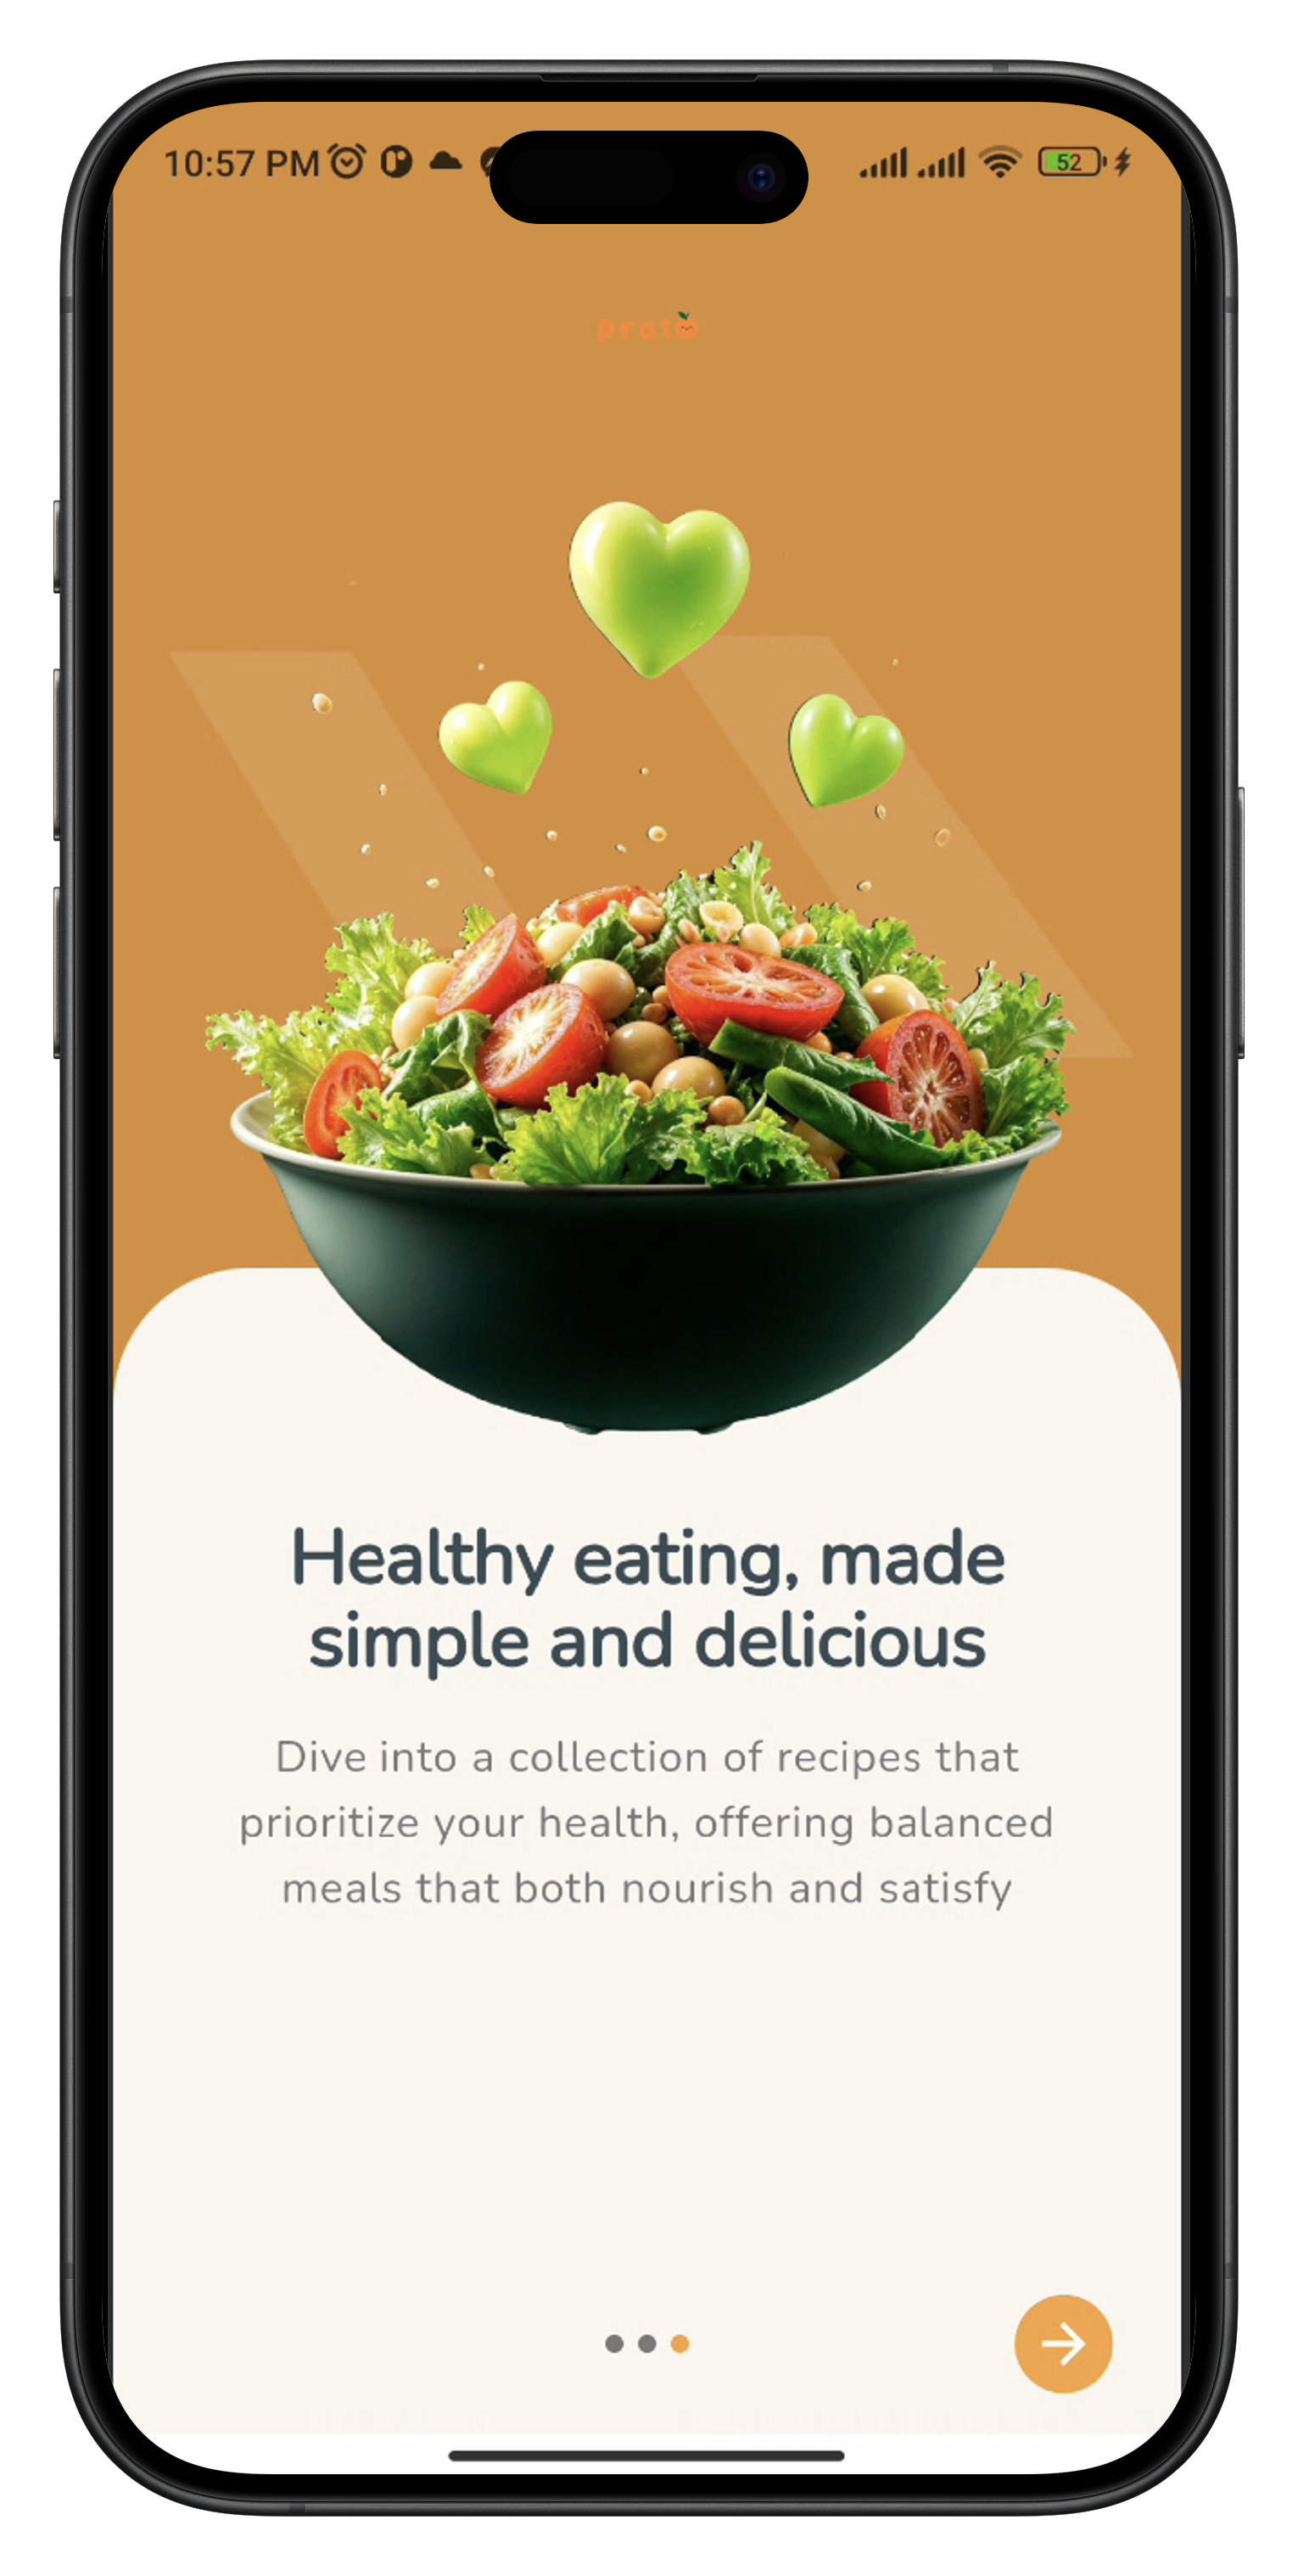 10:57 PM
52
prato
Healthy eating, made
simple and delicious
Dive into a collection of recipes that
prioritize your health, offering balanced
meals that both nourish and satisfy